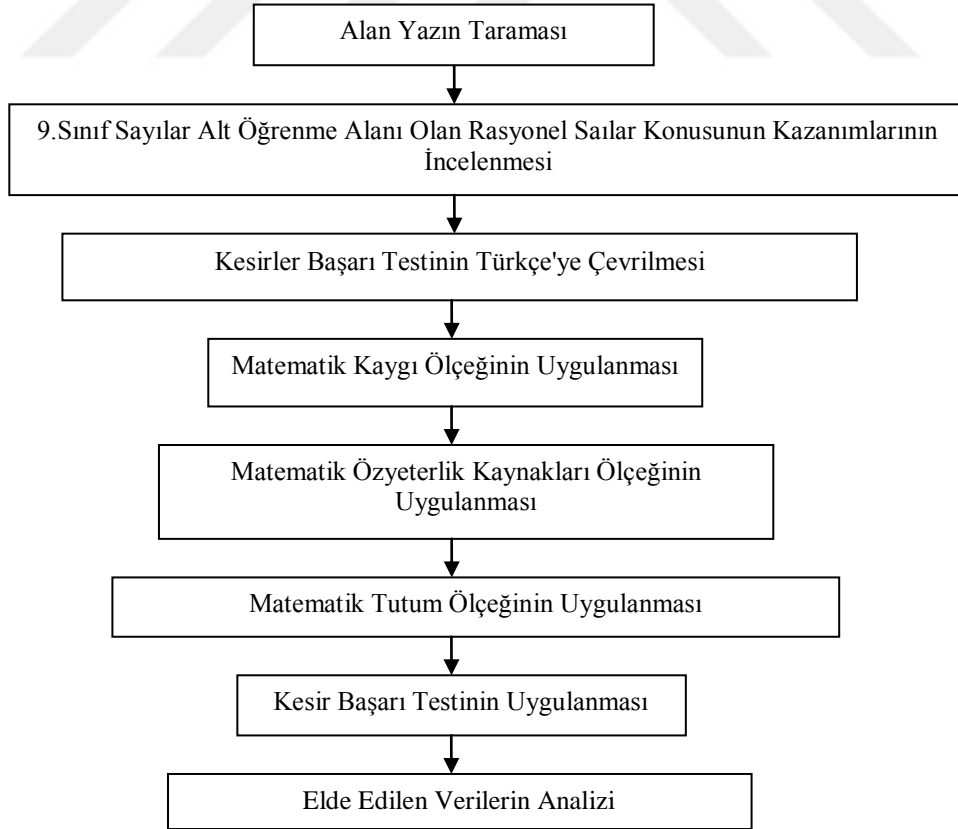 Alan Yazın Taraması
9.Sınıf Sayılar Alt Öğrenme Alanı Olan Rasyonel Saılar Konusunun Kazanımlarının
İncelenmesi
Kesirler Başarı Testinin Türkçe'ye Çevrilmesi
Matematik Kaygı Ölçeğinin Uygulanması
Matematik Özyeterlik Kaynakları Ölçeğinin
Uygulanması
Matematik Tutum Ölçeğinin Uygulanması
Kesir Başarı Testinin Uygulanması
Elde Edilen Verilerin Analizi